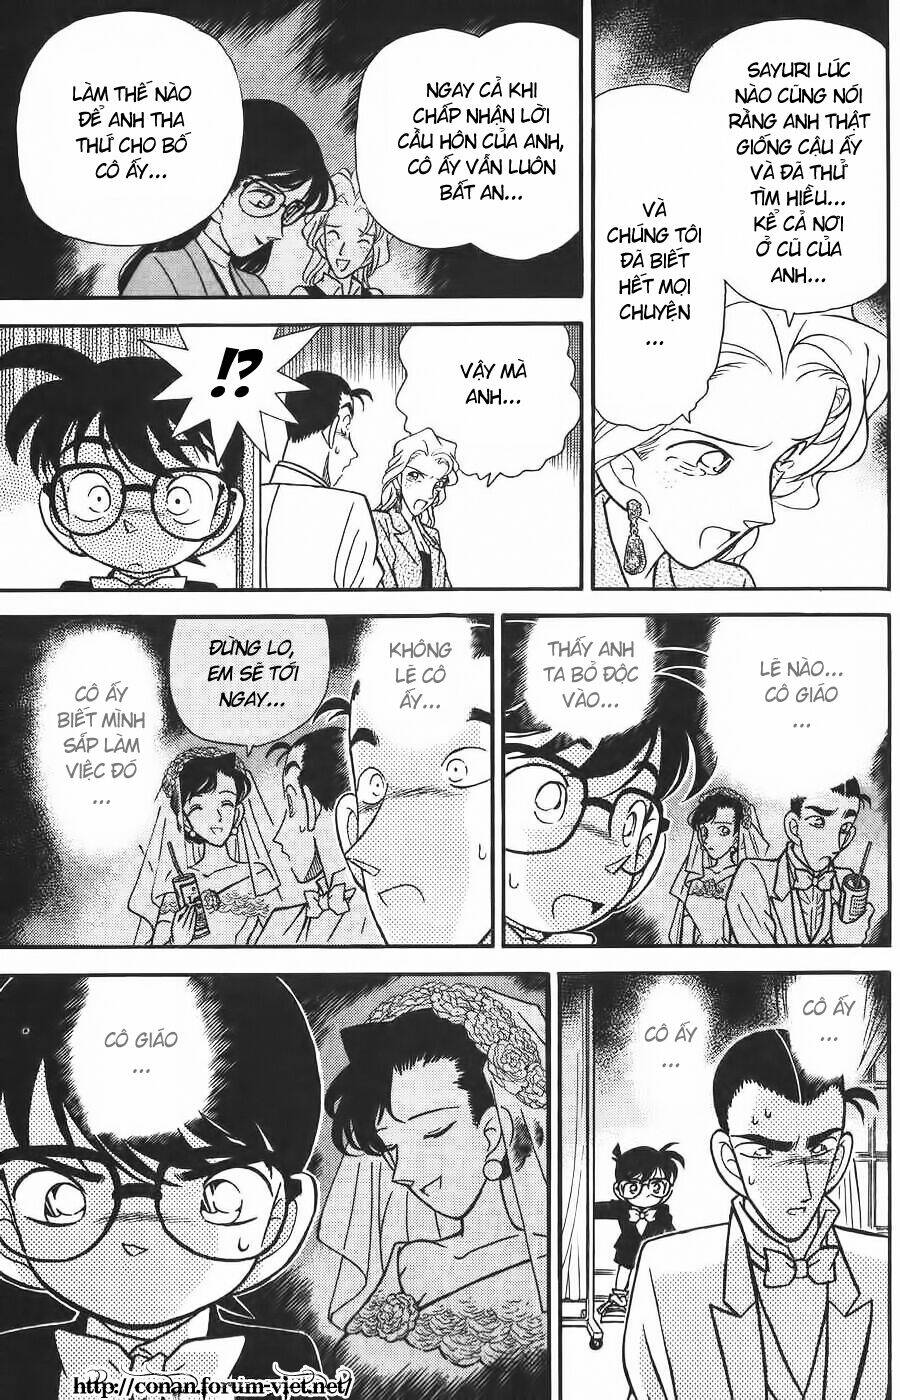 SAYURI LÚC
NÀO CŨNG NÓI
RẰNG ANH THẬT
GIỐNG CẬU ẤY
VÀ ĐÃ THỬ
TÌM HIỂU...
KỂ CẢ NƠI
Ở CŨ CỦA
ANH...
VÀ
CHÚNG TÔI
ĐÃ BIẾT
HẾT MỌI
CHUYỆN
...
NGAY CẢ KHI
CHẤP NHẬN LỜI
CẦU HÔN CỦA ANH,
CÔ ẤY VẪN LUÔN
BẤT AN...
LÀM THẾ NÀO
ĐỂ ANH THA
THỨ CHO BỐ
CÔ ẤY...
VẬY MÀ
ANH...
!?
LẼ NÀO...
CÔ GIÁO
...
THẤY ANH
TA BỎ ĐỘC
VÀO...
KHÔNG
LẼ CÔ
ẤY...
ĐỪNG LO,
EM SẼ TỚI
NGAY...
CÔ ẤY
BIẾT MÌNH
SẮP LÀM
VIỆC ĐÓ
...
CÔ ẤY
...
CÔ ẤY
...
CÔ GIÁO
...
http://conan.forum-viet.net/